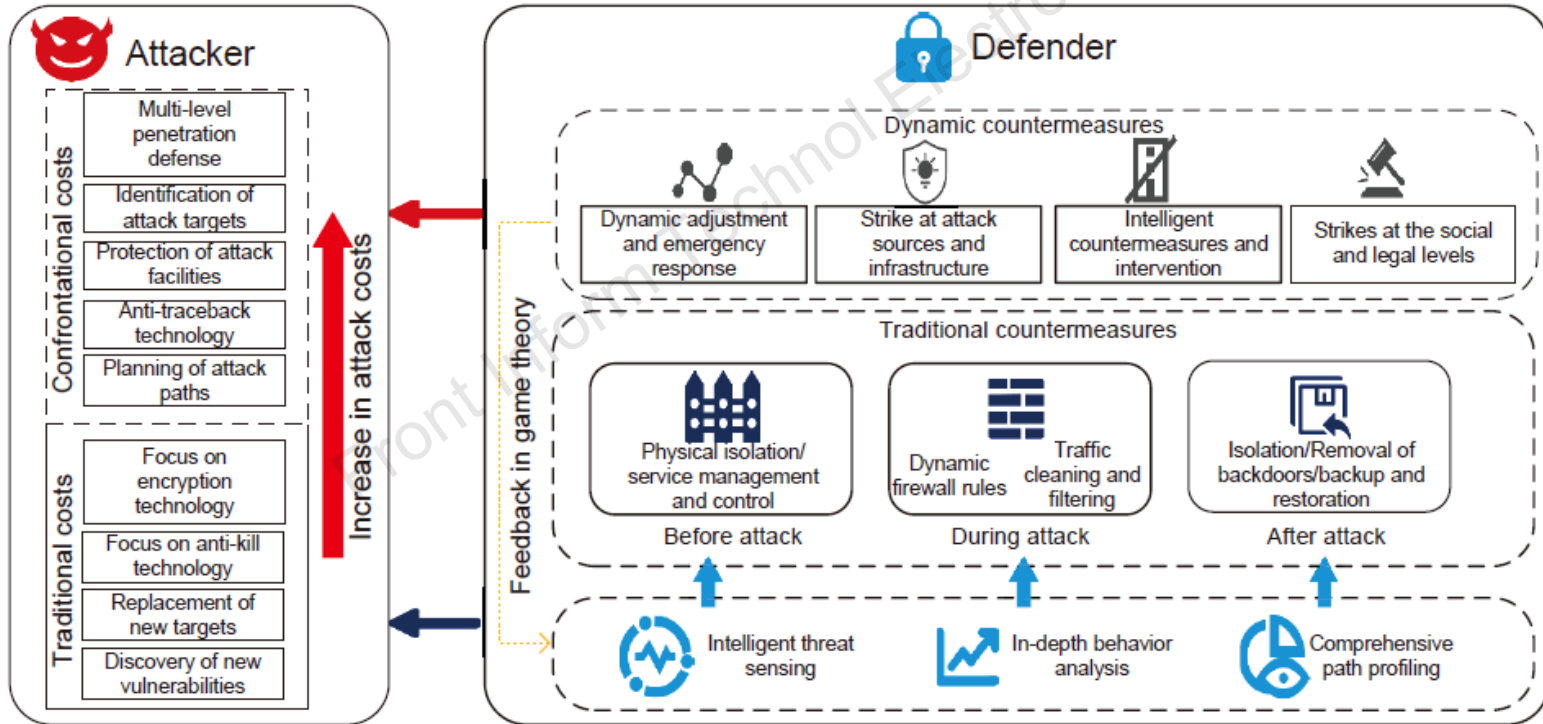 Attacker
Confrontational costs
Multi-level
penetration
defense
Identification of
attack targets
Protection of attack
facilities
Anti-traceback
technology
Planning of attack
paths
Traditional costs
Focus on
encryption
technology
Focus on anti-kill
technology
Replacement of
new targets
Discovery of new
vulnerabilities
Increase in attack costs
Defender
Feedback in game theory
Dynamic countermeasures
Dynamic adjustment
and emergency
response
Strike at attack
sources and
infrastructure
Intelligent
countermeasures and
intervention
Strikes at the social
and legal levels
Traditional countermeasures
Physical isolation/
service management
and control
Before attack
Dynamic
firewall rules
Traffic
cleaning and
filtering
During attack
Isolation/Removal of
backdoors/backup and
restoration
After attack
Intelligent threat
sensing
In-depth behavior
analysis
Comprehensive
path profiling
Front Inform Technol Electro